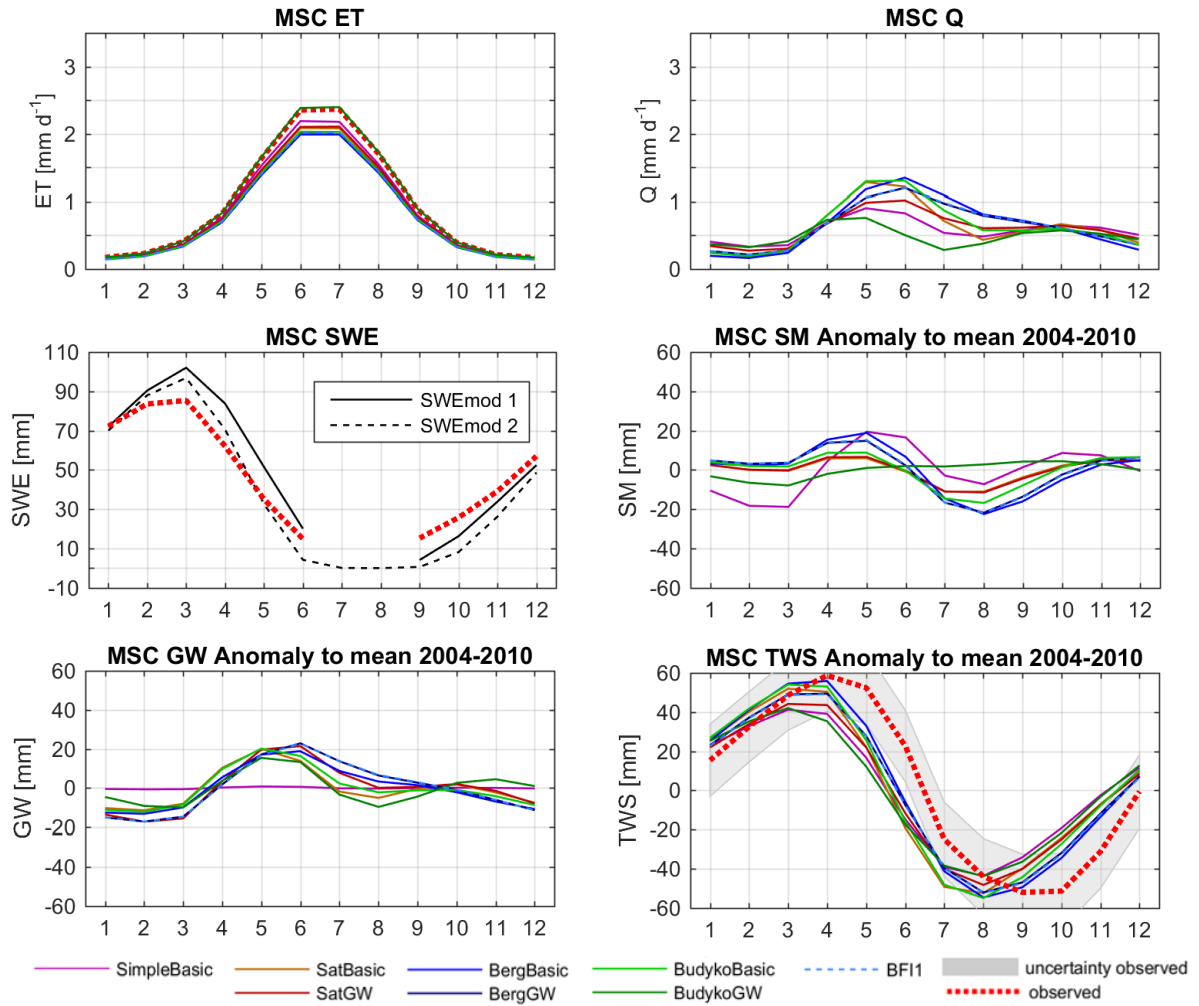 MSC ET
3
2
1
0
ET [mm d-1]
1 2 3 4 5 6 7 8 9 10 11 12
MSC Q
3
2
1
0
Q [mm d-1]
1 2 3 4 5 6 7 8 9 10 11 12
MSC SWE
110
90
70
50
30
10
-10
SWE [mm]
SWEmod 1
SWEmod 2
1 2 3 4 5 6 7 8 9 10 11 12
MSC SM Anomaly to mean 2004-2010
60
40
20
0
-20
-40
-60
SM [mm]
1 2 3 4 5 6 7 8 9 10 11 12
MSC GW Anomaly to mean 2004-2010
60
40
20
0
-20
-40
-60
GW [mm]
1 2 3 4 5 6 7 8 9 10 11 12
MSC TWS Anomaly to mean 2004-2010
60
40
20
0
-20
-40
-60
TWS [mm]
1 2 3 4 5 6 7 8 9 10 11 12
SimpleBasic SatBasic BergBasic BudykoBasic BFI1 uncertainty observed
SatGW BergGW BudykoGW observed